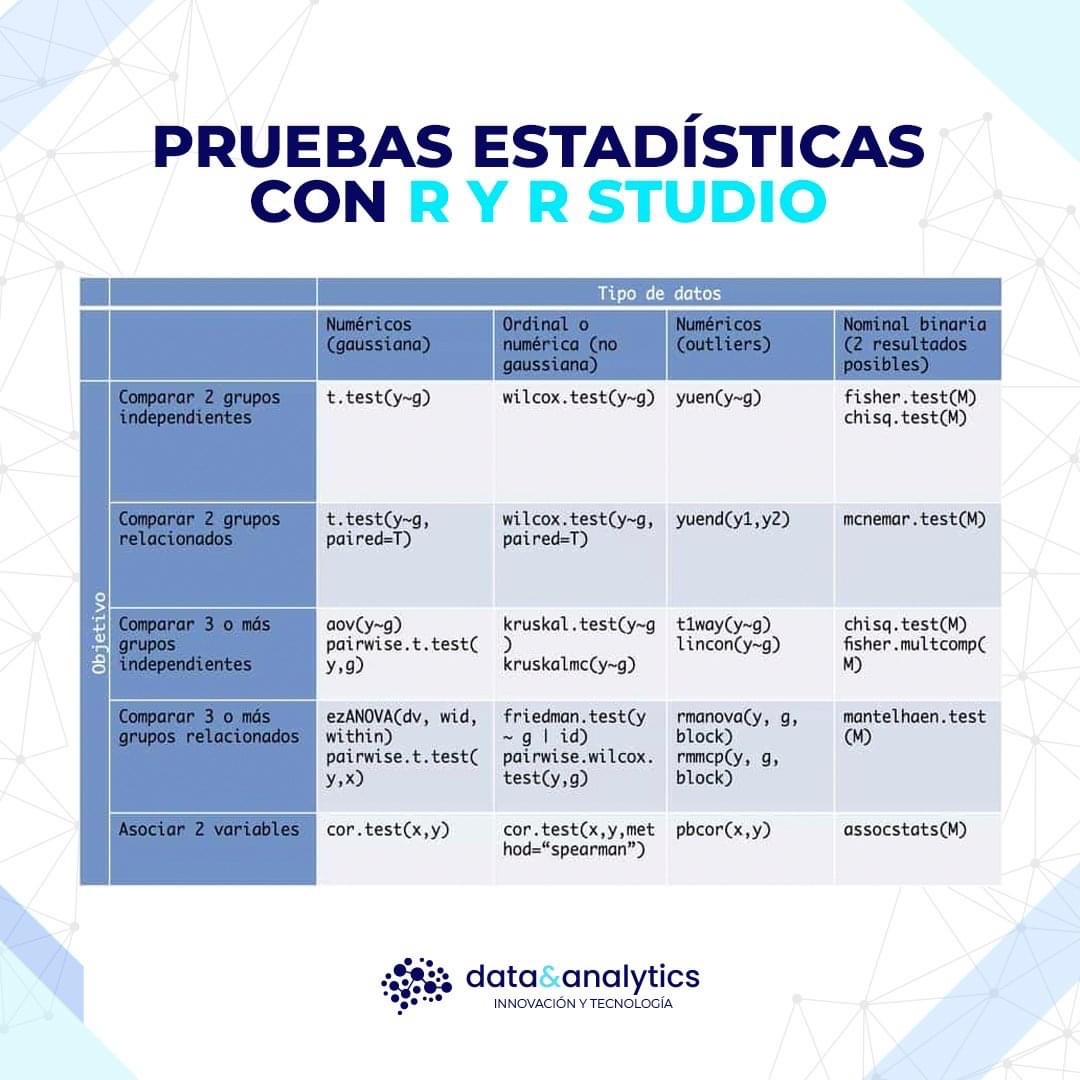 PRUEBAS ESTADÍSTICAS
CON R Y R STUDIO
Tipo de datos
Numéricos
(gaussiana)
Ordinal o
numérica (no
gaussiana)
Numéricos
(outliers)
Nominal binaria
(2 resultados
posibles)
Objetivo
Comparar 2 grupos
independientes
t.test(y~g)
wilcox.test(y~g)
yuen(y~g)
fisher.test(M)
chisq.test(M)
Comparar 2 grupos
relacionados
t.test(y~g,
paired=T)
wilcox.test(y~g,
paired=T)
yuend(y1,y2)
mcnemar.test(M)
Comparar 3 o más
grupos
independientes
aov(y~g)
pairwise.t.test(
y,g)
kruskal.test(y~g
)
kruskalmc(y~g)
t1way(y~g)
lincon(y~g)
chisq.test(M)
fisher.multcomp(
M)
Comparar 3 o más
grupos relacionados
ezANOVA(dv, wid,
within)
pairwise.t.test(
y,x)
friedman.test(y
~ g | id)
pairwise.wilcox.
test(y,g)
rmanova(y, g,
block)
rmmcp(y, g,
block)
mantelhaen.test
(M)
Asociar 2 variables
cor.test(x,y)
cor.test(x,y,met
hod=“spearman”)
pbcor(x,y)
assocstats(M)
data&analytics
INNOVACIÓN Y TECNOLOGÍA